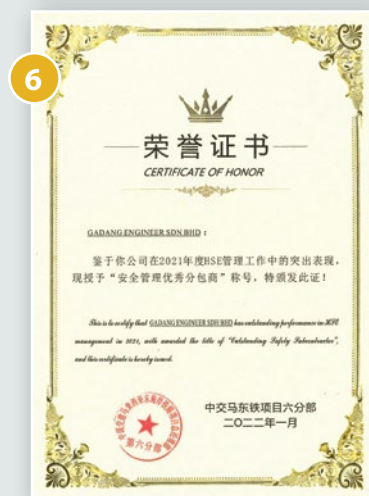 6
荣誉证书
CERTIFICATE OF HONOR
GADANG ENGINEER SDN BHD：
鉴于你公司在2021年度HSE管理工作中的突出表现，
现授予“安全管理优秀分包商”称号，特颁发此证！
This is to certify that GADANG ENGINEER SDN BHD has outstanding performance in HSE
management in 2021, with awarded the title of "Outstanding Safety Subcontractor",
and this certificate is hereby issued.
中交马东铁项目六分部
二〇二二年一月
第六分部